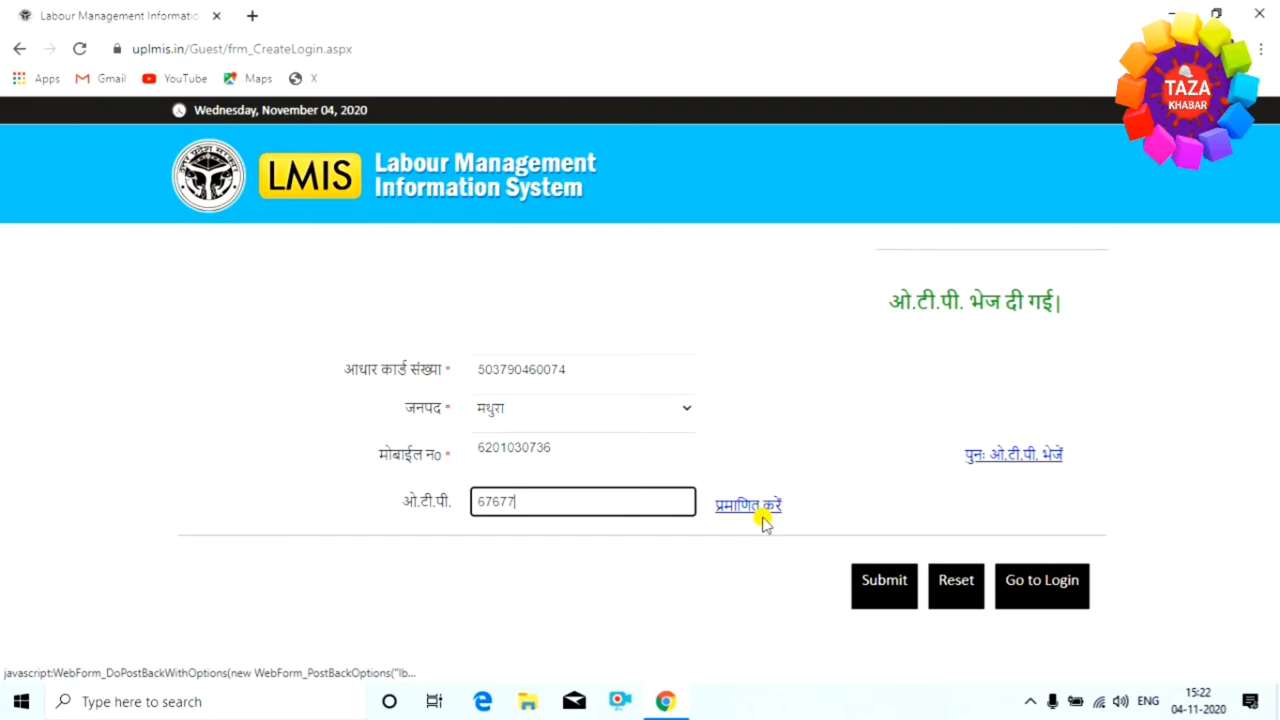 Labour Management Informatic
uplmis.in/Guest/frm_CreateLogin.aspx
Apps Gmail YouTube Maps X
TAZA
KHABAR
Wednesday, November 04, 2020
LMIS Labour Management
Information System
ओ.टी.पी. भेज दी गई|
आधार कार्ड संख्या * 503790460074
जनपद * मथुरा
मोबाईल नo * 6201030736 पुनः ओ.टी.पी. भेजें
ओ.टी.पी. 67677 प्रमाणित करें
Submit Reset Go to Login
javascript:WebForm_DoPostBackWithOptions(new WebForm_PostBackOptions("lb...
Type here to search ENG 15:22
04-11-2020